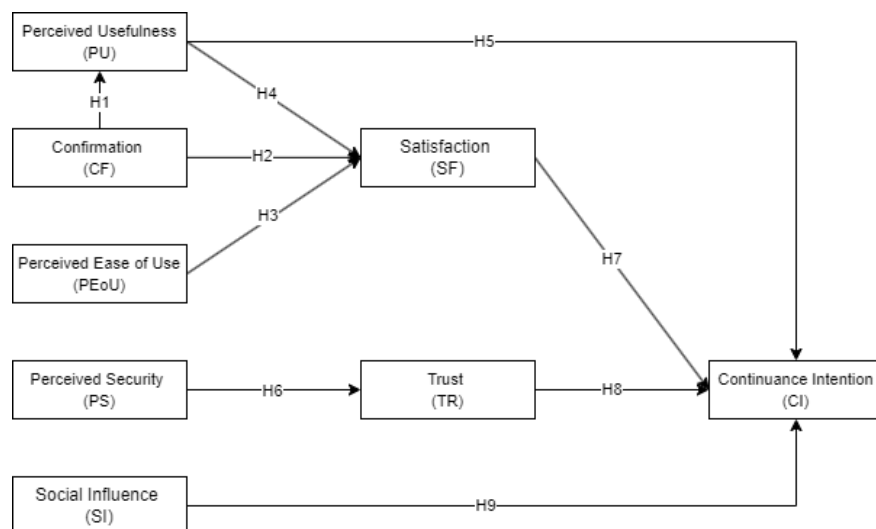 Perceived Usefulness
(PU)
H5
H4
H1
Confirmation
(CF)
H2
Satisfaction
(SF)
H3
Perceived Ease of Use
(PEoU)
H7
Perceived Security
(PS)
H6
Trust
(TR)
H8
Continuance Intention
(CI)
Social Influence
(SI)
H9